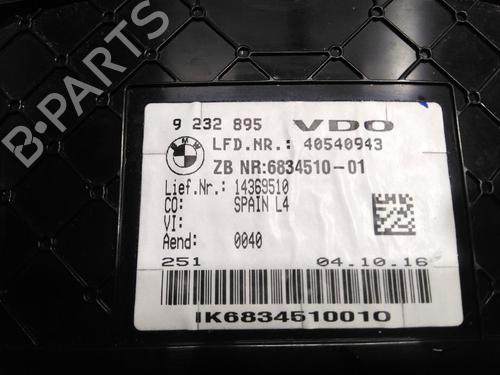 B-PARTS
9 232 895 VDO
BMW
LFD.NR.: 40540943
ZB NR:6834510-01
Lief.Nr.: 14369510
CO: SPAIN L4
VI:
Aend: 0040
251 04.10.16
IK6834510010